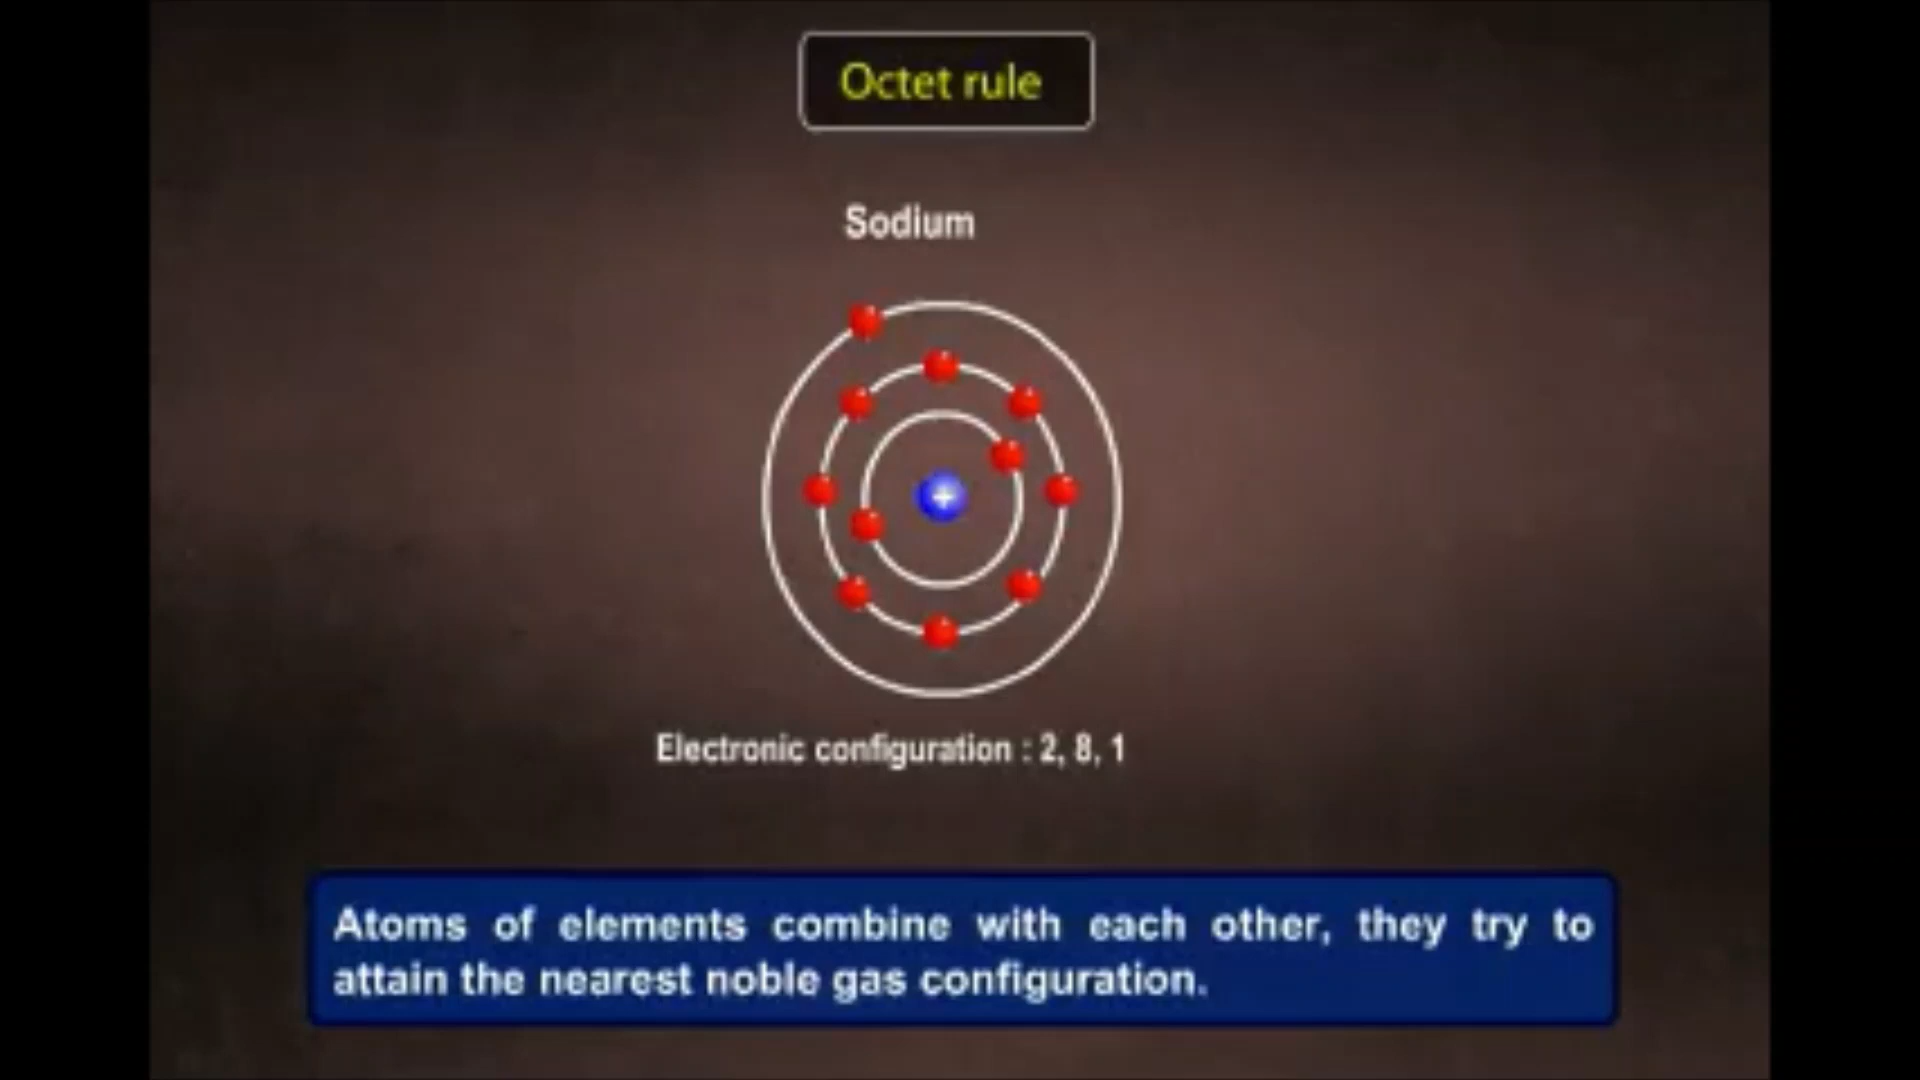 Octet rule
Sodium
+
Electronic configuration : 2, 8, 1
Atoms of elements combine with each other, they try to
attain the nearest noble gas configuration.